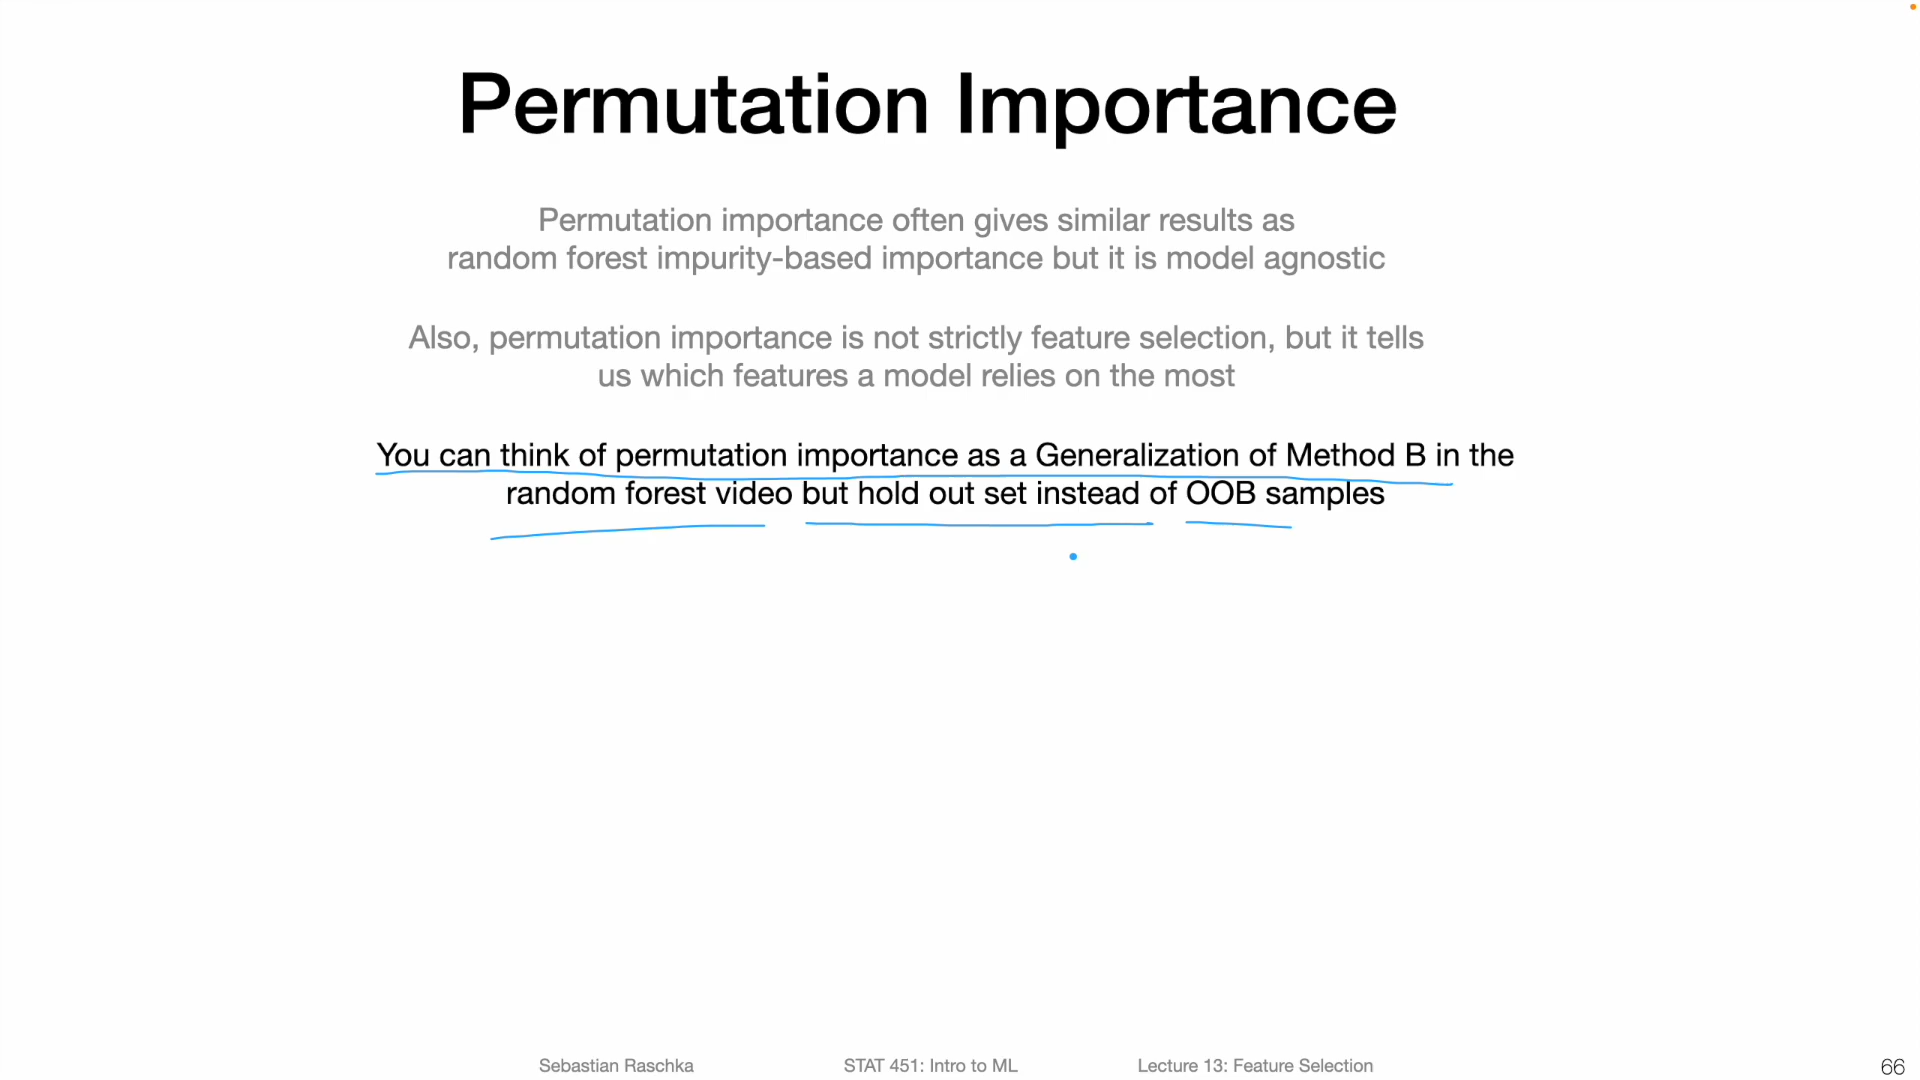 Permutation Importance
Permutation importance often gives similar results as
random forest impurity-based importance but it is model agnostic
Also, permutation importance is not strictly feature selection, but it tells
us which features a model relies on the most
You can think of permutation importance as a Generalization of Method B in the
random forest video but hold out set instead of OOB samples
Sebastian Raschka
STAT 451: Intro to ML
Lecture 13: Feature Selection
66